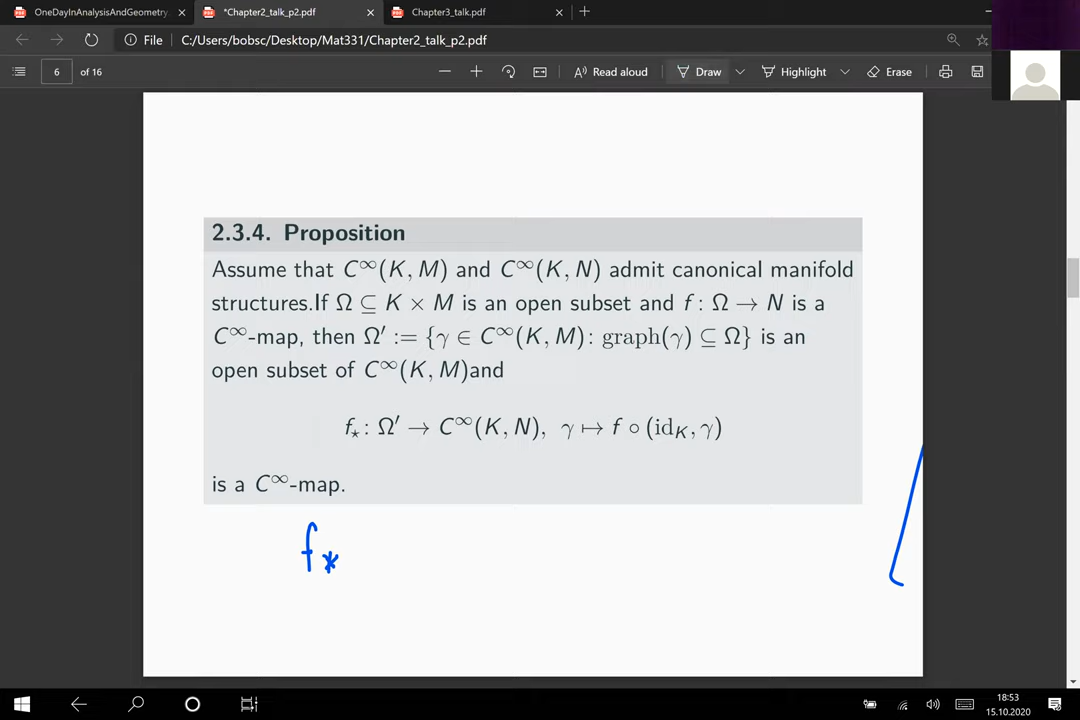 OneDayInAnalysisAndGeometry
*Chapter2_talk_p2.pdf
Chapter3_talk.pdf
File C:/Users/bobsc/Desktop/Mat331/Chapter2_talk_p2.pdf
6 of 16 Read aloud Draw Highlight Erase
2.3.4. Proposition
Assume that C∞(K, M) and C∞(K, N) admit canonical manifold
structures.If Ω ⊆ K × M is an open subset and f : Ω → N is a
C∞-map, then Ω′ := {γ ∈ C∞(K, M): graph(γ) ⊆ Ω} is an
open subset of C∞(K, M)and
f⋆ : Ω′ → C∞(K, N), γ ↦ f ∘ (id_K, γ)
is a C∞-map.
f*
18:53
15.10.2020